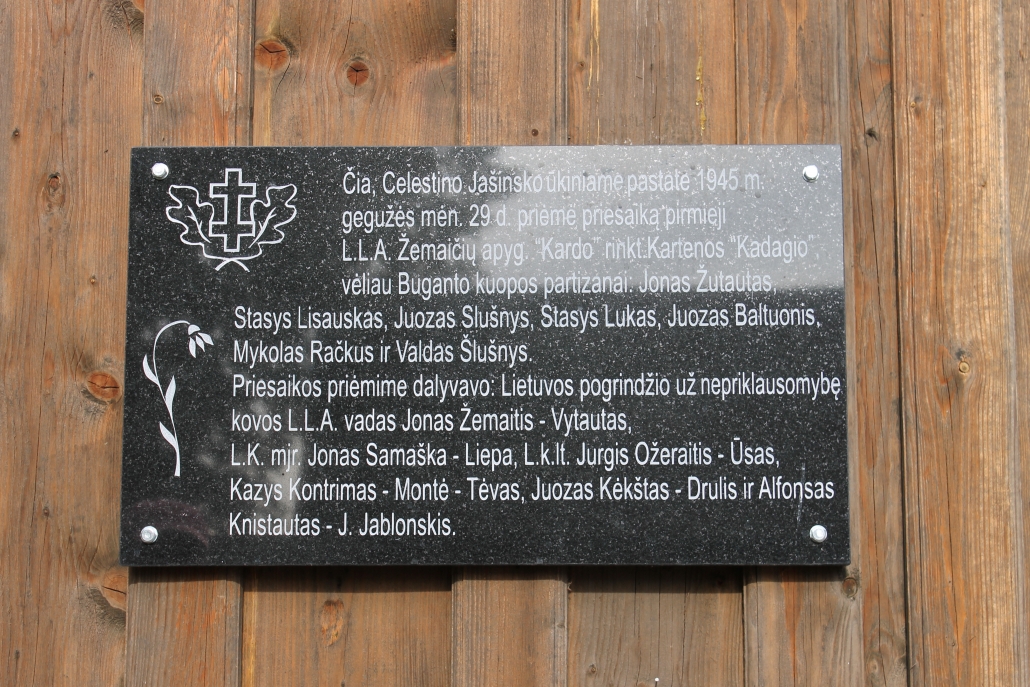 Čia, Celestino Jašinsko ūkiniame pastate 1945 m.
gegužės mėn. 29 d. priėmė priesaiką pirmieji
L.L.A. Žemaičių apyg. "Kardo" rinkt.Kartenos "Kadagio"
vėliau Buganto kuopos partizanai: Jonas Žutautas,
Stasys Lisauskas, Juozas Slušnys, Stasys Lukas, Juozas Baltuonis,
Mykolas Račkus ir Valdas Šlušnys.
Priesaikos priėmime dalyvavo: Lietuvos pogrindžio už nepriklausomybę
kovos L.L.A. vadas Jonas Žemaitis - Vytautas,
L.K. mjr. Jonas Samaška - Liepa, L.k.lt. Jurgis Ožeraitis - Ūsas,
Kazys Kontrimas - Montė - Tėvas, Juozas Kėkštas - Drulis ir Alfonsas
Knistautas - J. Jablonskis.